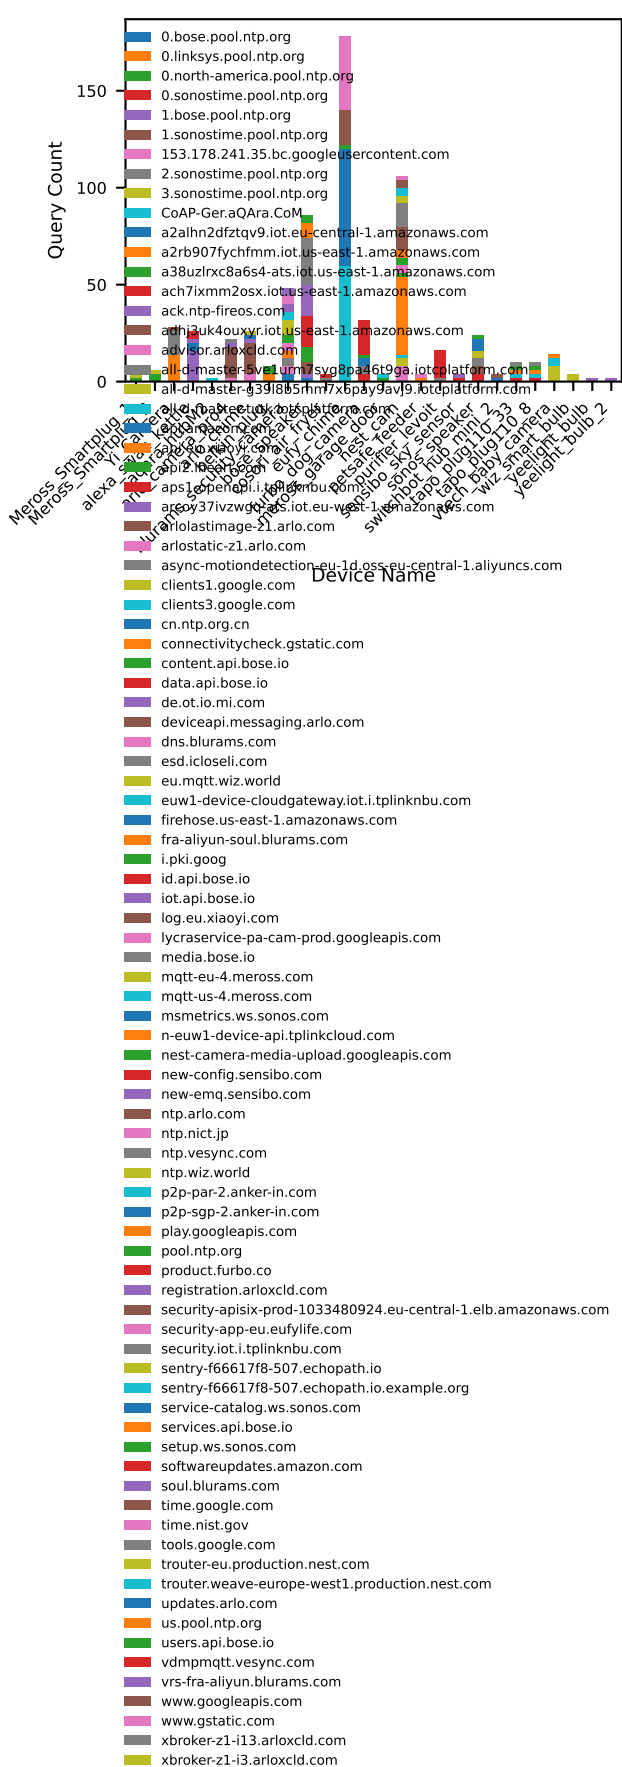 0.bose.pool.ntp.org
0.linksys.pool.ntp.org
0.north-america.pool.ntp.org
0.sonostime.pool.ntp.org
1.bose.pool.ntp.org
1.sonostime.pool.ntp.org
153.178.241.35.bc.googleusercontent.com
2.sonostime.pool.ntp.org
3.sonostime.pool.ntp.org
CoAP-Ger.aQAra.CoM
a2alhn2dfztqv9.iot.eu-central-1.amazonaws.com
a2rb907fychfmm.iot.us-east-1.amazonaws.com
a38uzlrxc8a6s4-ats.iot.us-east-1.amazonaws.com
ach7ixmm2osx.iot.us-east-1.amazonaws.com
ack.ntp-fireos.com
adhj3uk4ouxyr.iot.us-east-1.amazonaws.com
advisor.arloxcld.com
150
100
50
0
Query Count
Meross_Smartplug_1
Meross_Smartplug_2
eufy_chime
turbo_dog_camera
meross_garage_door
nest_cam
petsafe_feeder
purifier_levoit
sensibo_sky_sensor
sonos_speaker
switchbot_hub_mini_2
tapo_plug110_33
tapo_plug110_8
vtech_baby_camera
wiz_smart_bulb
yeelight_bulb
yeelight_bulb_2
Device Name
arlostatic-z1.arlo.com
async-motiondetection-eu-1d.oss-eu-central-1.aliyuncs.com
clients1.google.com
clients3.google.com
cn.ntp.org.cn
connectivitycheck.gstatic.com
content.api.bose.io
data.api.bose.io
de.ot.io.mi.com
deviceapi.messaging.arlo.com
dns.blurams.com
esd.icloseli.com
eu.mqtt.wiz.world
euw1-device-cloudgateway.iot.i.tplinknbu.com
firehose.us-east-1.amazonaws.com
fra-aliyun-soul.blurams.com
i.pki.goog
id.api.bose.io
iot.api.bose.io
log.eu.xiaoyi.com
lycraservice-pa-cam-prod.googleapis.com
media.bose.io
mqtt-eu-4.meross.com
mqtt-us-4.meross.com
msmetrics.ws.sonos.com
n-euw1-device-api.tplinkcloud.com
nest-camera-media-upload.googleapis.com
new-config.sensibo.com
new-emq.sensibo.com
ntp.arlo.com
ntp.nict.jp
ntp.vesync.com
ntp.wiz.world
p2p-par-2.anker-in.com
p2p-sgp-2.anker-in.com
play.googleapis.com
pool.ntp.org
product.furbo.co
registration.arloxcld.com
security-apisix-prod-1033480924.eu-central-1.elb.amazonaws.com
security-app-eu.eufylife.com
security.iot.i.tplinknbu.com
sentry-f66617f8-507.echopath.io
sentry-f66617f8-507.echopath.io.example.org
service-catalog.ws.sonos.com
services.api.bose.io
setup.ws.sonos.com
softwareupdates.amazon.com
soul.blurams.com
time.google.com
time.nist.gov
tools.google.com
trouter-eu.production.nest.com
trouter.weave-europe-west1.production.nest.com
updates.arlo.com
us.pool.ntp.org
users.api.bose.io
vdmpmqtt.vesync.com
vrs-fra-aliyun.blurams.com
www.googleapis.com
www.gstatic.com
xbroker-z1-i13.arloxcld.com
xbroker-z1-i3.arloxcld.com